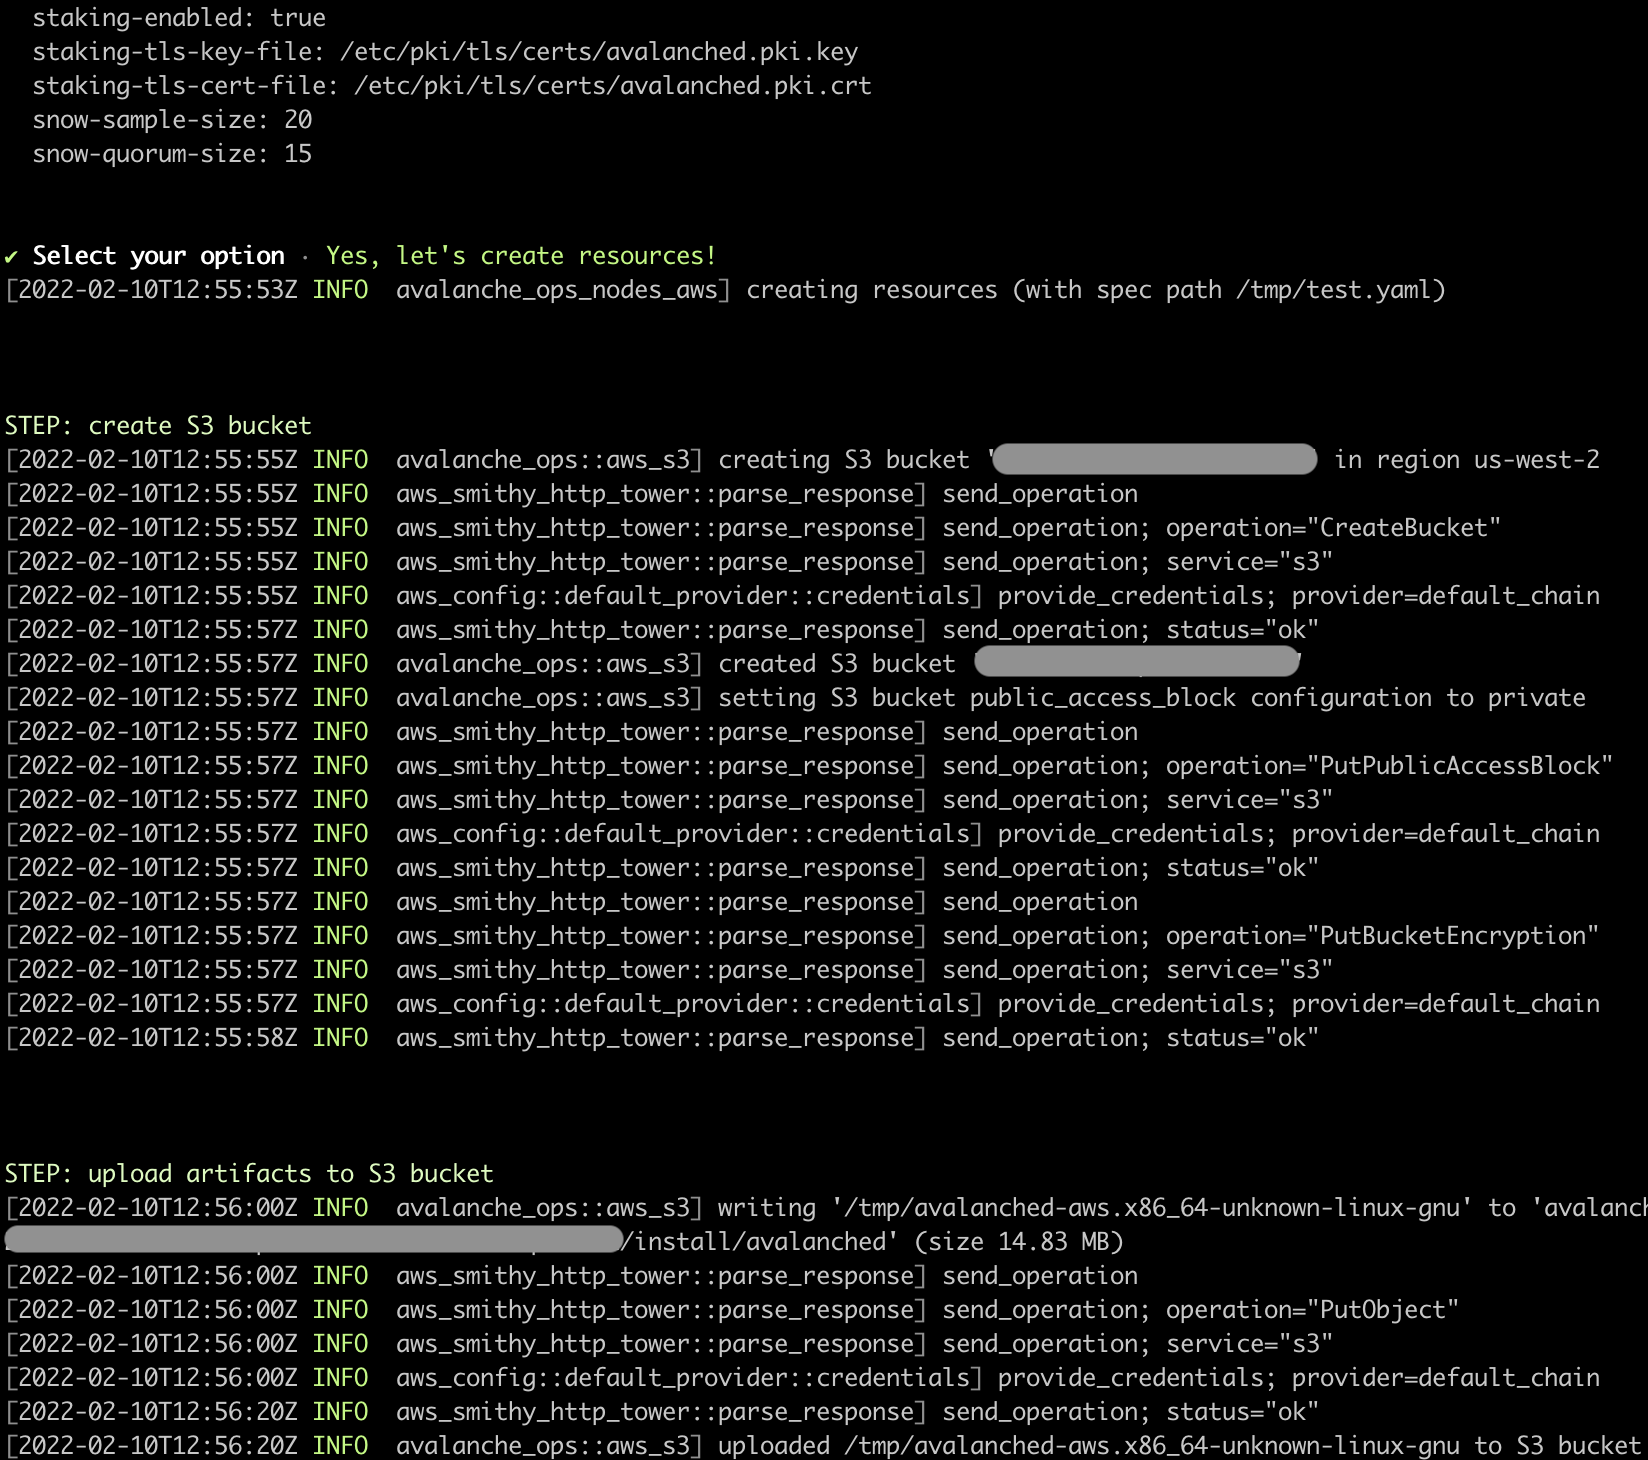 staking-enabled: true
staking-tls-key-file: /etc/pki/tls/certs/avalanched.pki.key
staking-tls-cert-file: /etc/pki/tls/certs/avalanched.pki.crt
snow-sample-size: 20
snow-quorum-size: 15
✔ Select your option · Yes, let's create resources!
[2022-02-10T12:55:53Z INFO  avalanche_ops_nodes_aws] creating resources (with spec path /tmp/test.yaml)
STEP: create S3 bucket
[2022-02-10T12:55:55Z INFO  avalanche_ops::aws_s3] creating S3 bucket ' in region us-west-2
[2022-02-10T12:55:55Z INFO  aws_smithy_http_tower::parse_response] send_operation
[2022-02-10T12:55:55Z INFO  aws_smithy_http_tower::parse_response] send_operation; operation="CreateBucket"
[2022-02-10T12:55:55Z INFO  aws_smithy_http_tower::parse_response] send_operation; service="s3"
[2022-02-10T12:55:55Z INFO  aws_config::default_provider::credentials] provide_credentials; provider=default_chain
[2022-02-10T12:55:57Z INFO  aws_smithy_http_tower::parse_response] send_operation; status="ok"
[2022-02-10T12:55:57Z INFO  avalanche_ops::aws_s3] created S3 bucket '
[2022-02-10T12:55:57Z INFO  avalanche_ops::aws_s3] setting S3 bucket public_access_block configuration to private
[2022-02-10T12:55:57Z INFO  aws_smithy_http_tower::parse_response] send_operation
[2022-02-10T12:55:57Z INFO  aws_smithy_http_tower::parse_response] send_operation; operation="PutPublicAccessBlock"
[2022-02-10T12:55:57Z INFO  aws_smithy_http_tower::parse_response] send_operation; service="s3"
[2022-02-10T12:55:57Z INFO  aws_config::default_provider::credentials] provide_credentials; provider=default_chain
[2022-02-10T12:55:57Z INFO  aws_smithy_http_tower::parse_response] send_operation; status="ok"
[2022-02-10T12:55:57Z INFO  aws_smithy_http_tower::parse_response] send_operation
[2022-02-10T12:55:57Z INFO  aws_smithy_http_tower::parse_response] send_operation; operation="PutBucketEncryption"
[2022-02-10T12:55:57Z INFO  aws_smithy_http_tower::parse_response] send_operation; service="s3"
[2022-02-10T12:55:57Z INFO  aws_config::default_provider::credentials] provide_credentials; provider=default_chain
[2022-02-10T12:55:58Z INFO  aws_smithy_http_tower::parse_response] send_operation; status="ok"
STEP: upload artifacts to S3 bucket
[2022-02-10T12:56:00Z INFO  avalanche_ops::aws_s3] writing '/tmp/avalanched-aws.x86_64-unknown-linux-gnu' to 'avalanch
/install/avalanched' (size 14.83 MB)
[2022-02-10T12:56:00Z INFO  aws_smithy_http_tower::parse_response] send_operation
[2022-02-10T12:56:00Z INFO  aws_smithy_http_tower::parse_response] send_operation; operation="PutObject"
[2022-02-10T12:56:00Z INFO  aws_smithy_http_tower::parse_response] send_operation; service="s3"
[2022-02-10T12:56:00Z INFO  aws_config::default_provider::credentials] provide_credentials; provider=default_chain
[2022-02-10T12:56:20Z INFO  aws_smithy_http_tower::parse_response] send_operation; status="ok"
[2022-02-10T12:56:20Z INFO  avalanche_ops::aws_s3] uploaded /tmp/avalanched-aws.x86_64-unknown-linux-gnu to S3 bucket